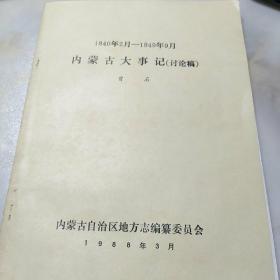 1840年2月—1949年9月
内蒙古大事记(讨论稿)
内蒙古自治区地方志编纂委员会
1988年3月